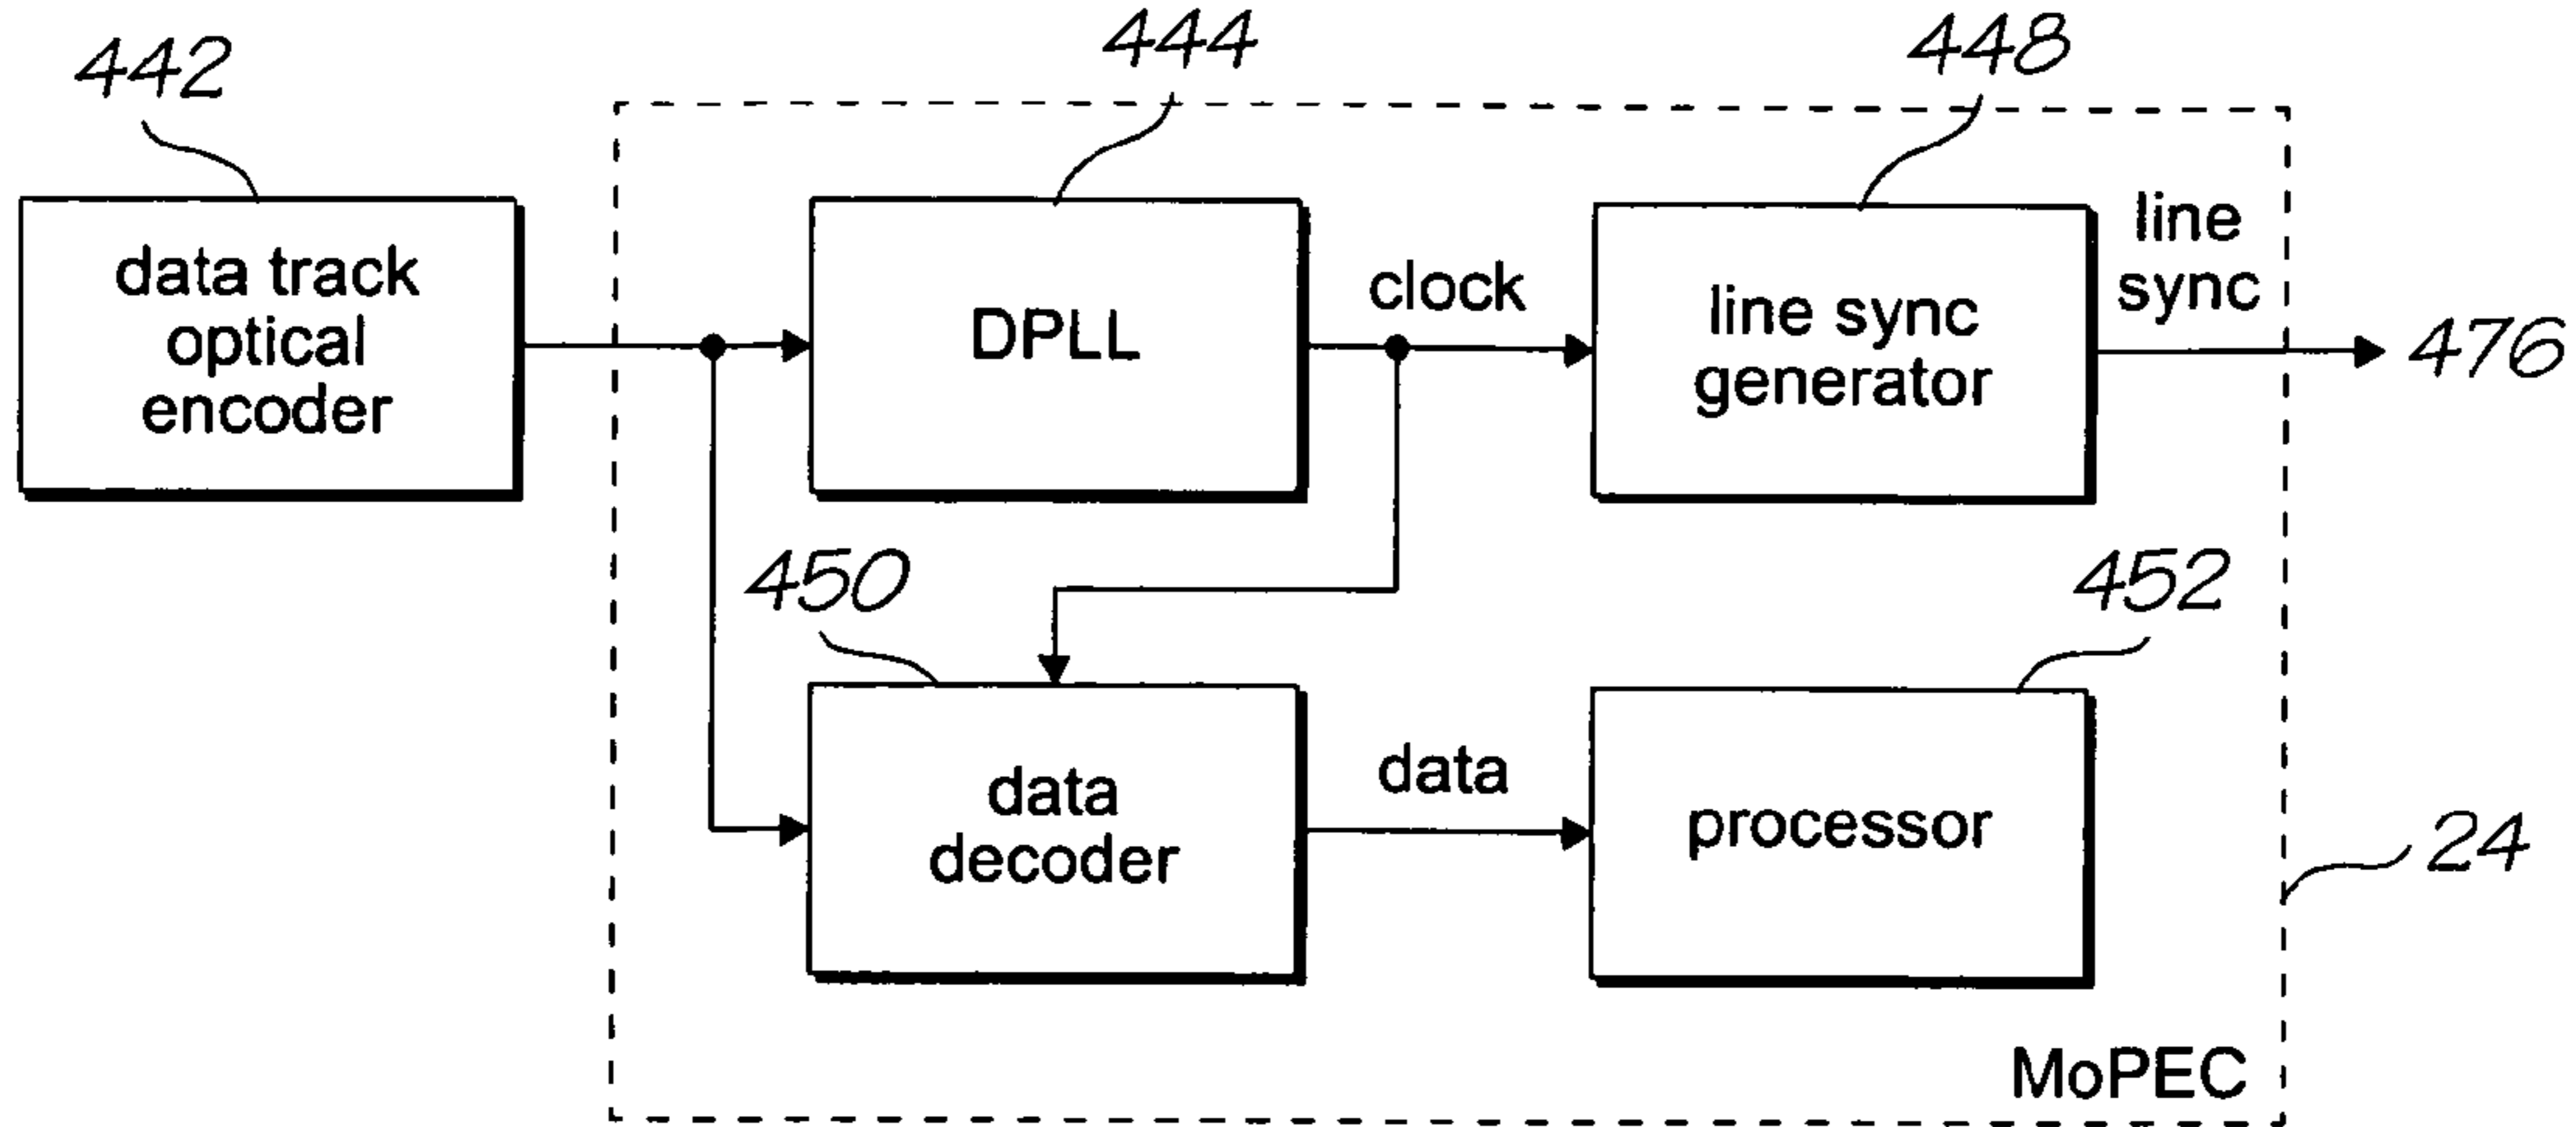 442
444
448
data track
optical
encoder
DPLL
clock
line sync
generator
line
sync
476
450
452
data
decoder
data
processor
24
MoPEC